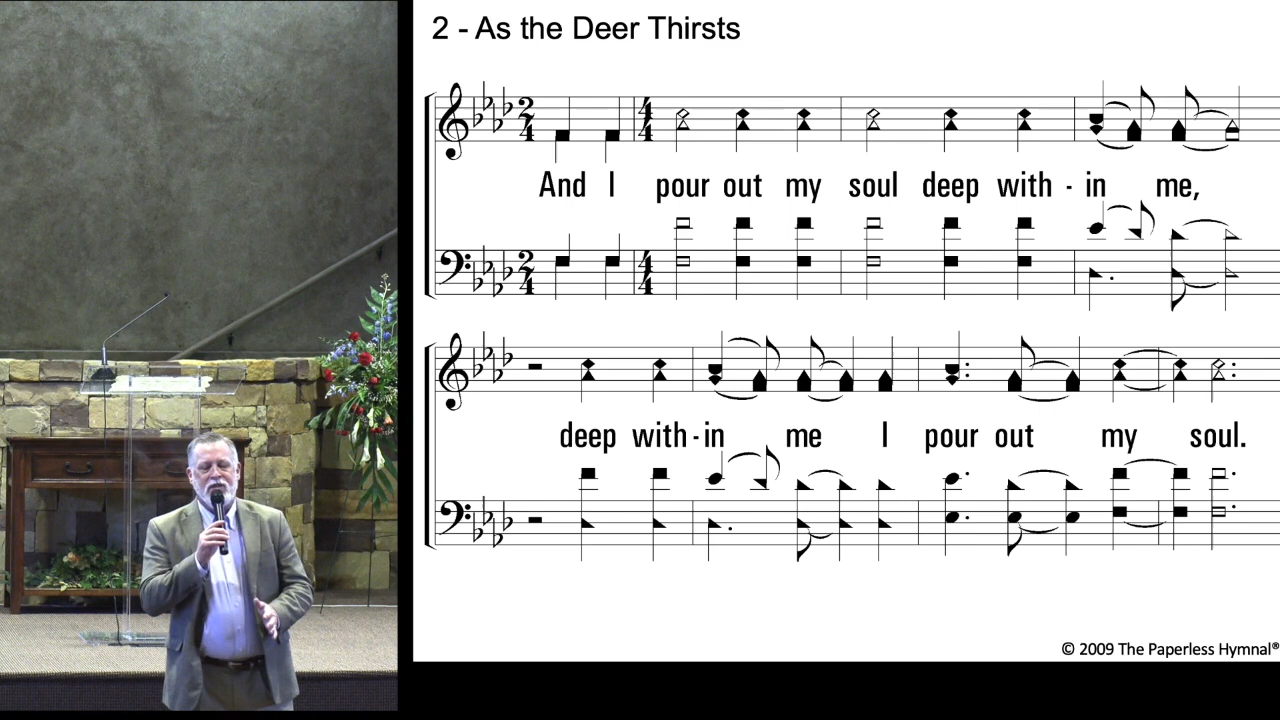 2 - As the Deer Thirsts
And I pour out my soul deep with - in me,
deep with - in me I pour out my soul.
© 2009 The Paperless Hymnal®